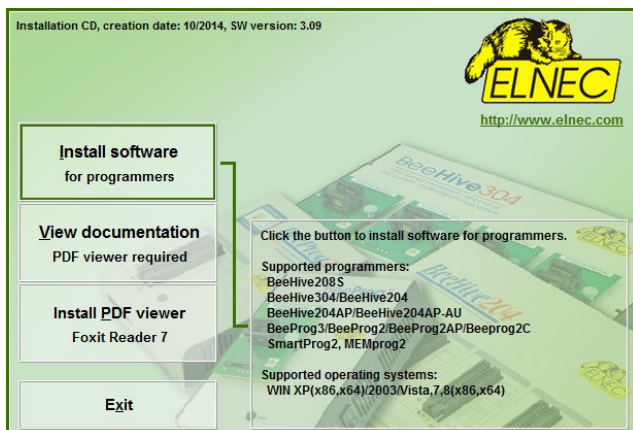 Installation CD, creation date: 10/2014, SW version: 3.09
ELNEC
http://www.elnec.com
Install software
for programmers
View documentation
PDF viewer required
Install PDF viewer
Foxit Reader 7
Exit
BeeHive304
BeeHive204
Click the button to install software for programmers.
Supported programmers:
BeeHive208S
BeeHive304/BeeHive204
BeeHive204AP/BeeHive204AP-AU
BeeProg3/BeeProg2/BeeProg2AP/Beeprog2C
SmartProg2, MEMprog2
Supported operating systems:
WIN XP(x86,x64)/2003/Vista,7,8(x86,x64)